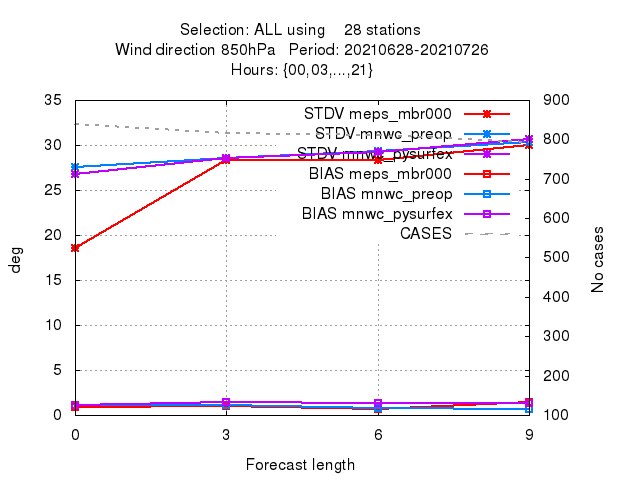 Selection: ALL using    28 stations
Wind direction 850hPa   Period: 20210628-20210726
Hours: {00,03,...,21}
35
30
25
20
15
10
5
0
deg
900
800
700
600
500
400
300
200
100
No cases
STDV meps_mbr000
STDV mnwc_preop
STDV mnwc_pysurfex
BIAS meps_mbr000
BIAS mnwc_preop
BIAS mnwc_pysurfex
CASES
0 3 6 9
Forecast length